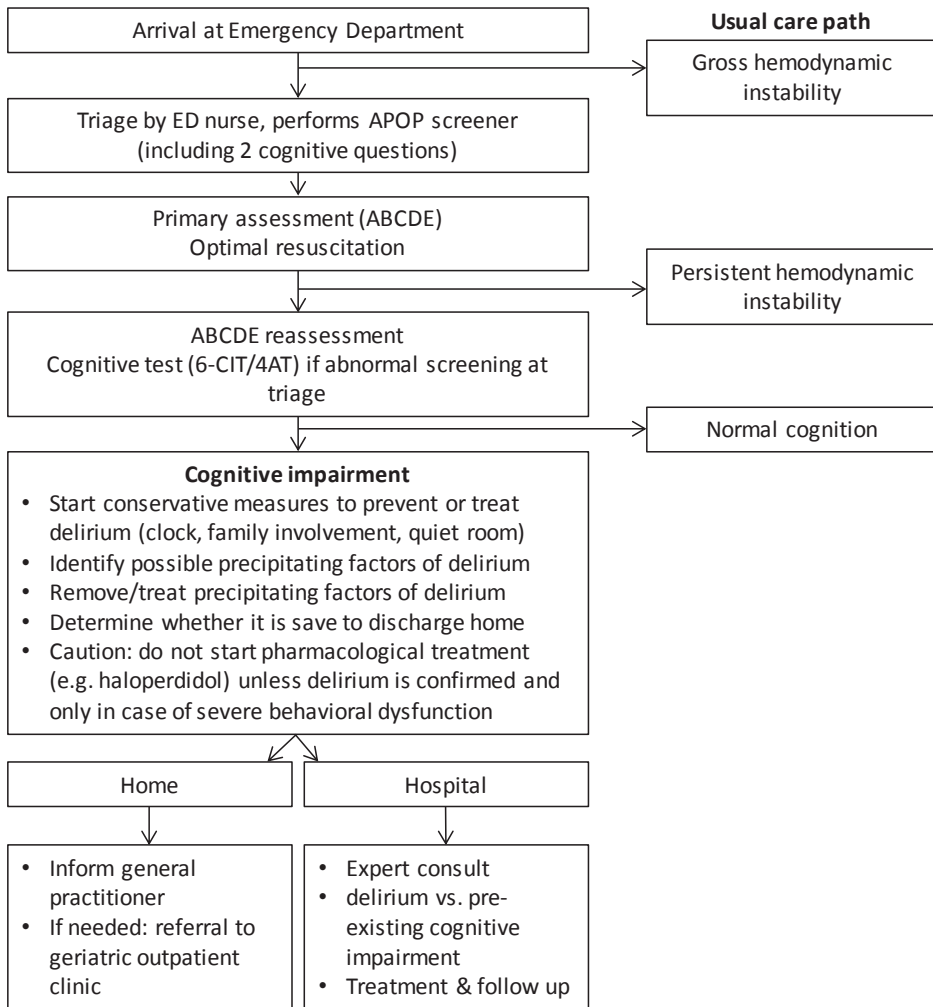 Arrival at Emergency Department
Usual care path
Gross hemodynamic
instability
Triage by ED nurse, performs APOP screener
(including 2 cognitive questions)
Primary assessment (ABCDE)
Optimal resuscitation
Persistent hemodynamic
instability
ABCDE reassessment
Cognitive test (6-CIT/4AT) if abnormal screening at
triage
Normal cognition
Cognitive impairment
• Start conservative measures to prevent or treat
delirium (clock, family involvement, quiet room)
• Identify possible precipitating factors of delirium
• Remove/treat precipitating factors of delirium
• Determine whether it is save to discharge home
• Caution: do not start pharmacological treatment
(e.g. haloperdidol) unless delirium is confirmed and
only in case of severe behavioral dysfunction
Home
Hospital
• Inform general
practitioner
• If needed: referral to
geriatric outpatient
clinic
• Expert consult
• delirium vs. pre-
existing cognitive
impairment
• Treatment & follow up